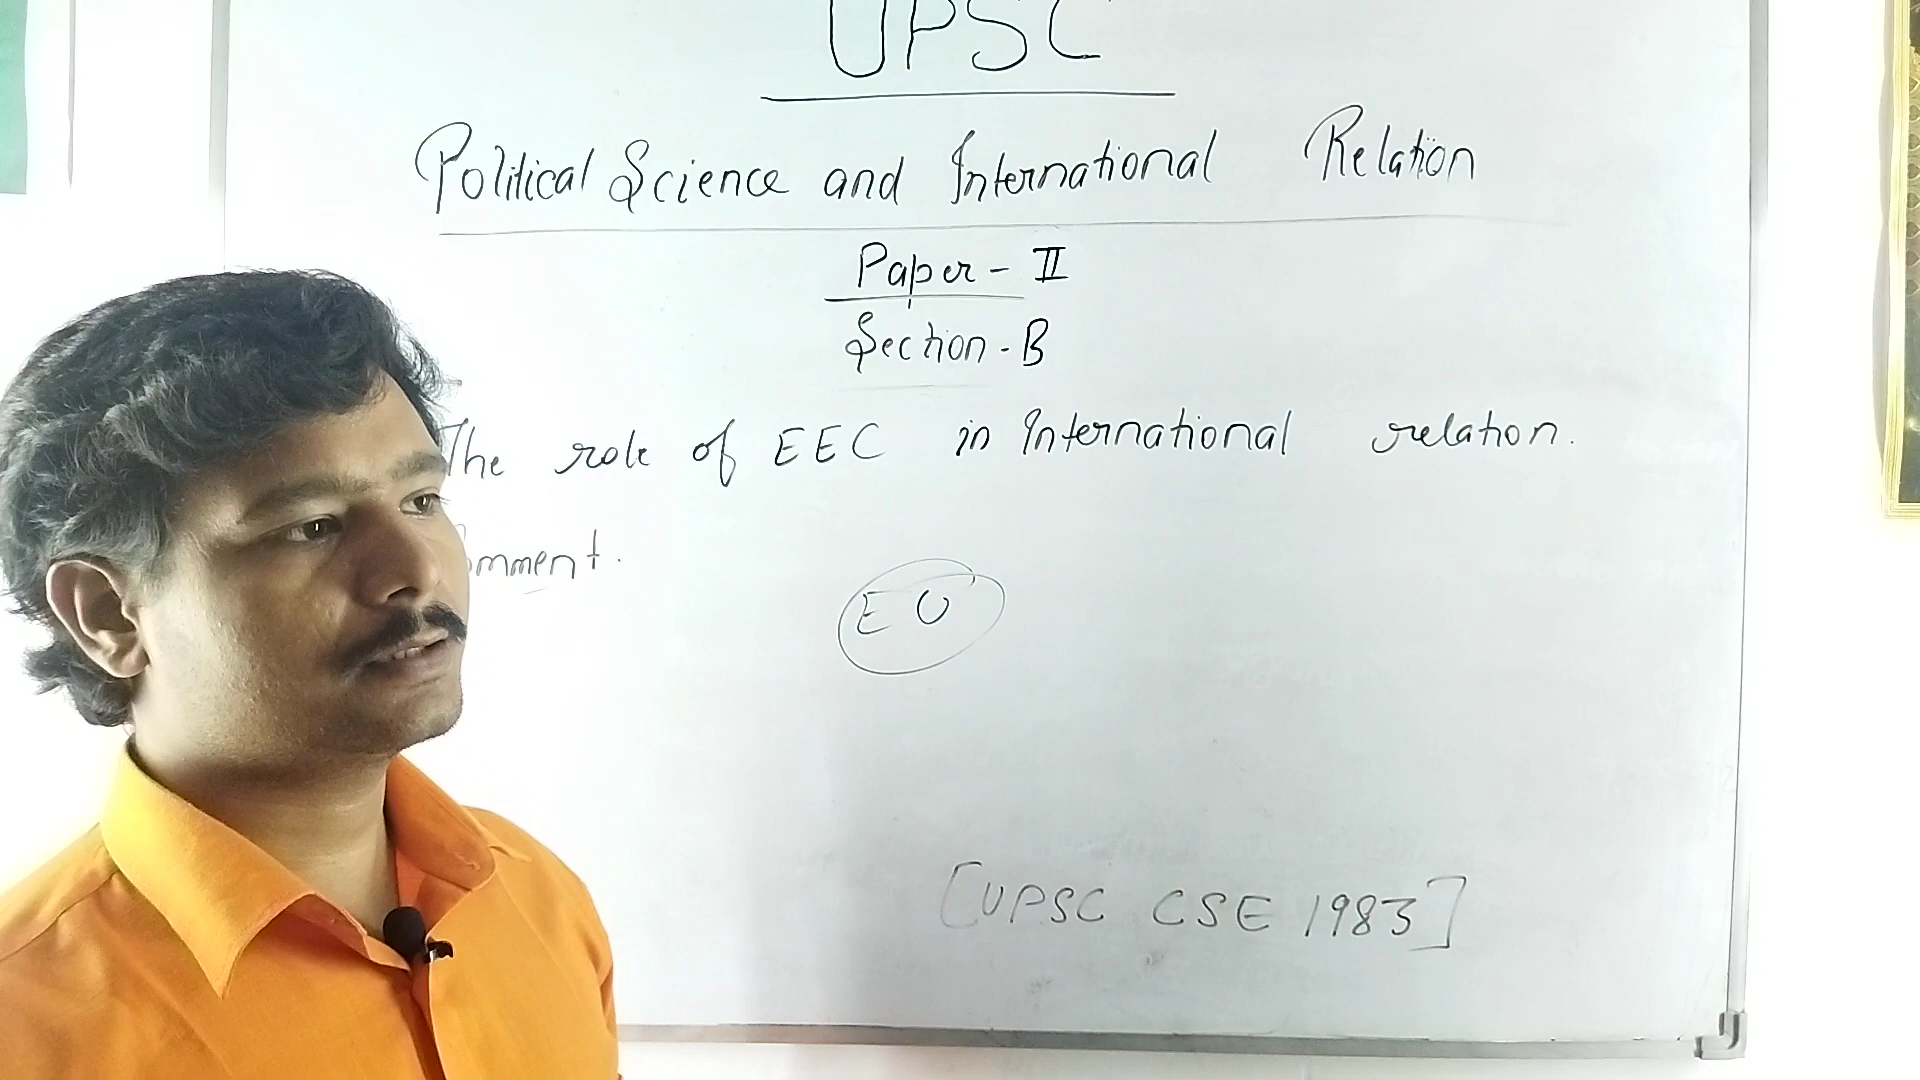 UPSC
Political Science and International Relation
Paper - II
Section - B
The role of EEC in International relation.
EU
[UPSC CSE 1983]